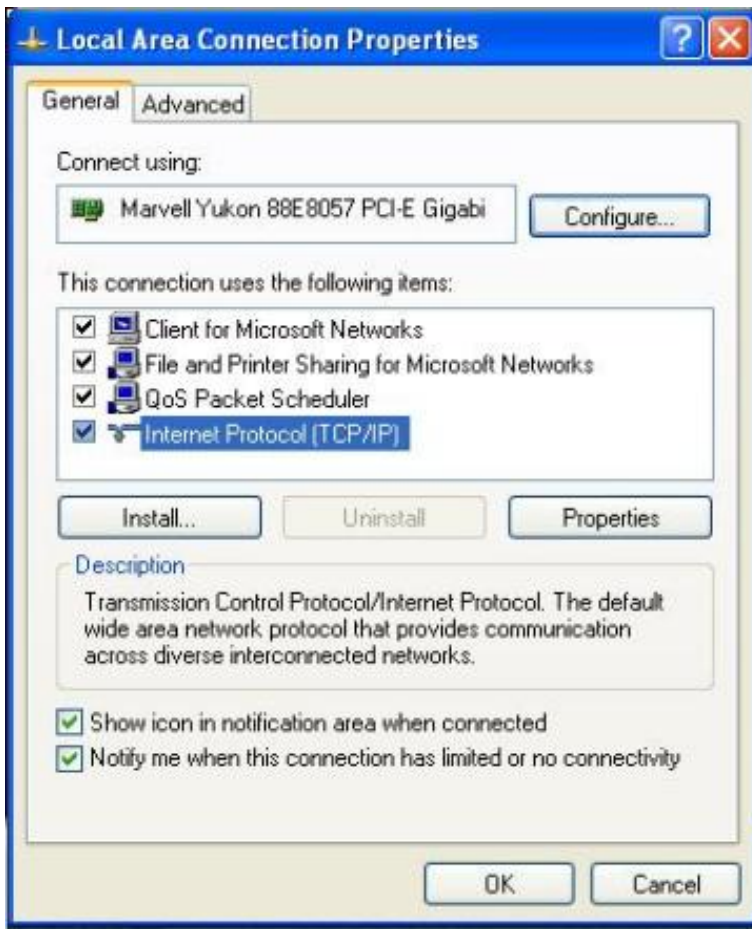 Local Area Connection Properties
General Advanced
Connect using:
Marvell Yukon 88E8057 PCI-E Gigabi
Configure...
This connection uses the following items:
Client for Microsoft Networks
File and Printer Sharing for Microsoft Networks
QoS Packet Scheduler
Internet Protocol (TCP/IP)
Install... Uninstall Properties
Description
Transmission Control Protocol/Internet Protocol. The default
wide area network protocol that provides communication
across diverse interconnected networks.
Show icon in notification area when connected
Notify me when this connection has limited or no connectivity
OK Cancel